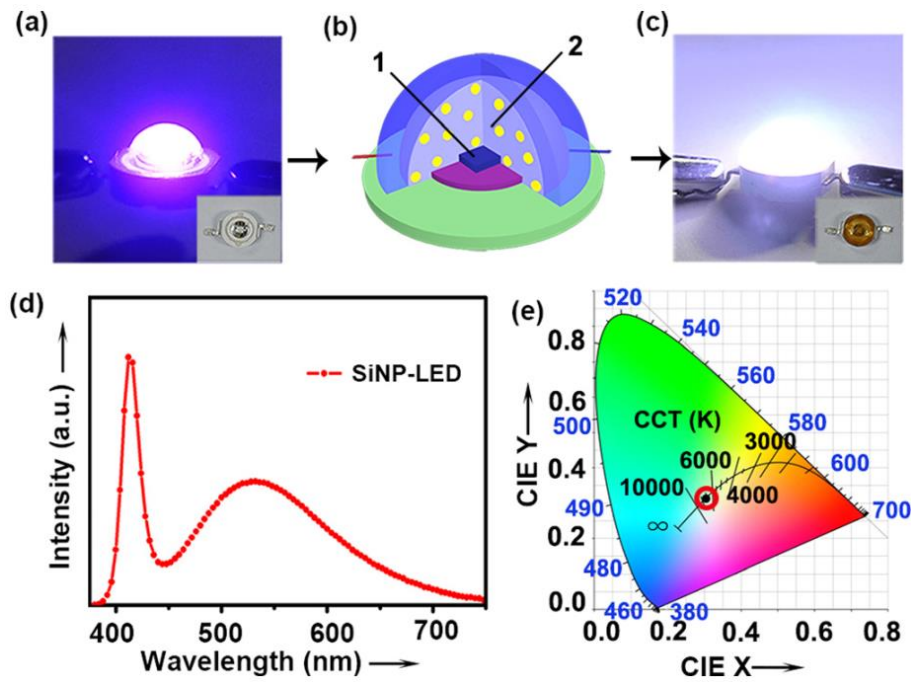 (a)
(b)
(c)
1
2
(d)
Intensity (a.u.)
SiNP-LED
400 500 600 700
Wavelength (nm)
(e)
CIE Y
0.8
0.6
0.4
0.2
0.0
0.0 0.2 0.4 0.6 0.8
CIE X
520
540
560
580
600
700
500
490
480
460
380
CCT (K)
3000
6000
4000
10000
∞